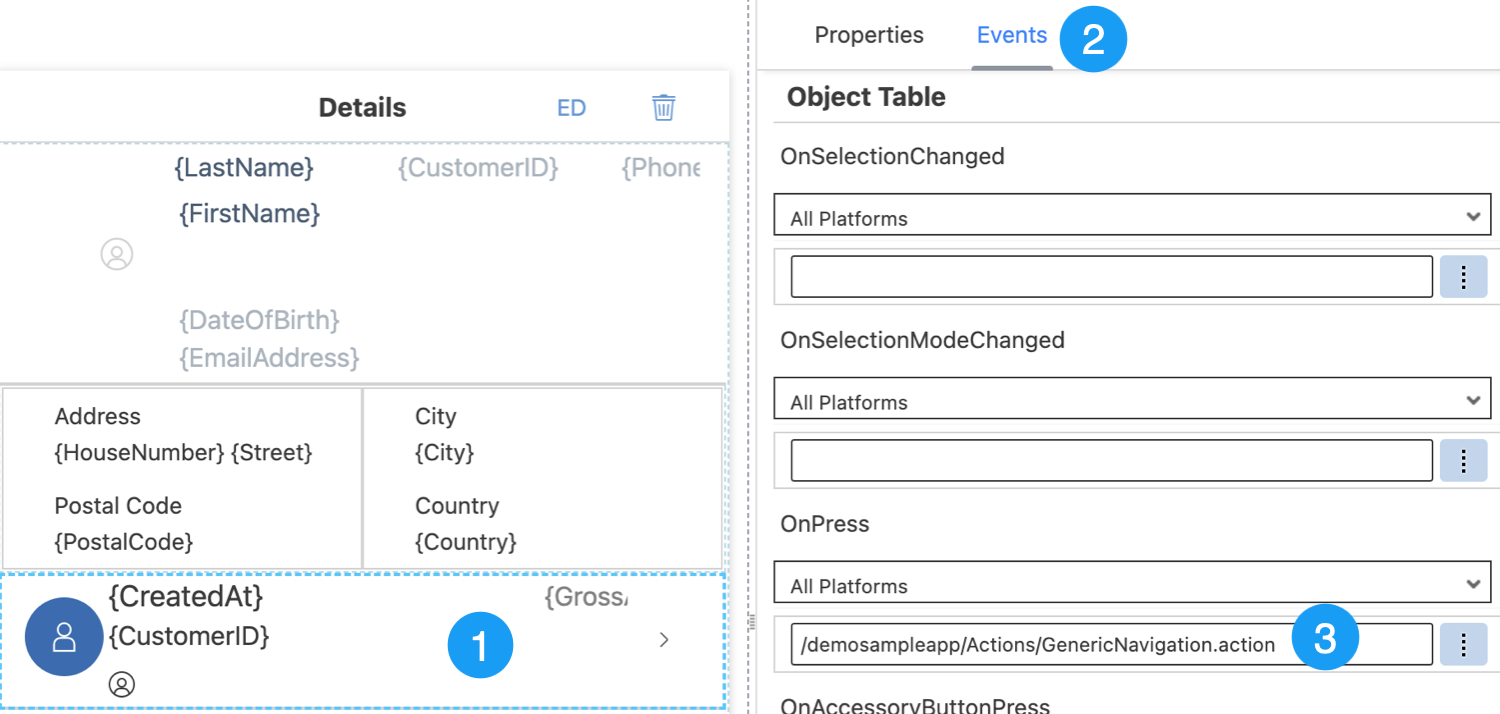 Properties
Events
2
Details
ED
Object Table
OnSelectionChanged
All Platforms
{LastName}
{CustomerID}
{Phone
{FirstName}
{DateOfBirth}
{EmailAddress}
OnSelectionModeChanged
All Platforms
Address
{HouseNumber} {Street}
City
{City}
Postal Code
{PostalCode}
Country
{Country}
OnPress
All Platforms
{CreatedAt}
{GrossA
{CustomerID}
1
/demosampleapp/Actions/GenericNavigation.action
3
OnAccessoryButtonPress